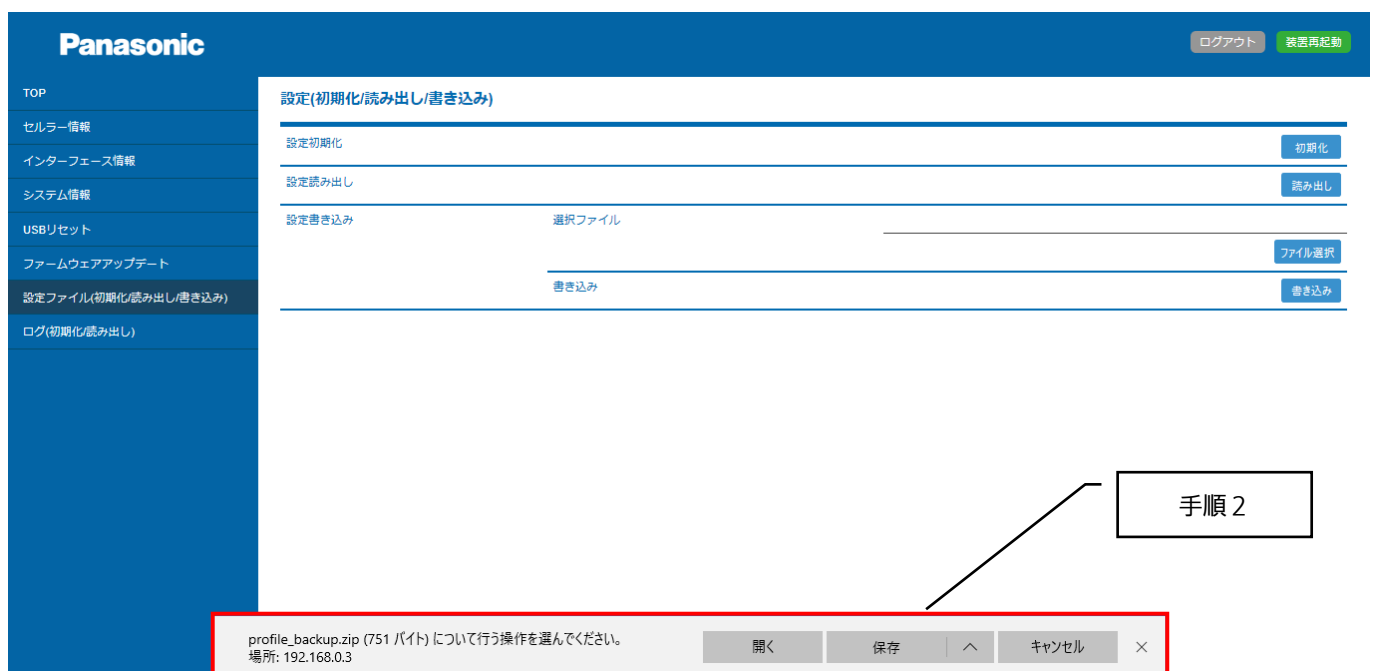 Panasonic
ログアウト 装置再起動
TOP
セルラー情報
インターフェース情報
システム情報
USBリセット
ファームウェアアップデート
設定ファイル(初期化/読み出し/書き込み)
ログ(初期化/読み出し)
設定(初期化/読み出し/書き込み)
設定初期化 初期化
設定読み出し 読み出し
設定書き込み 選択ファイル
ファイル選択
書き込み 書き込み
手順2
profile_backup.zip (751 バイト) について行う操作を選んでください。
場所: 192.168.0.3
開く 保存 キャンセル